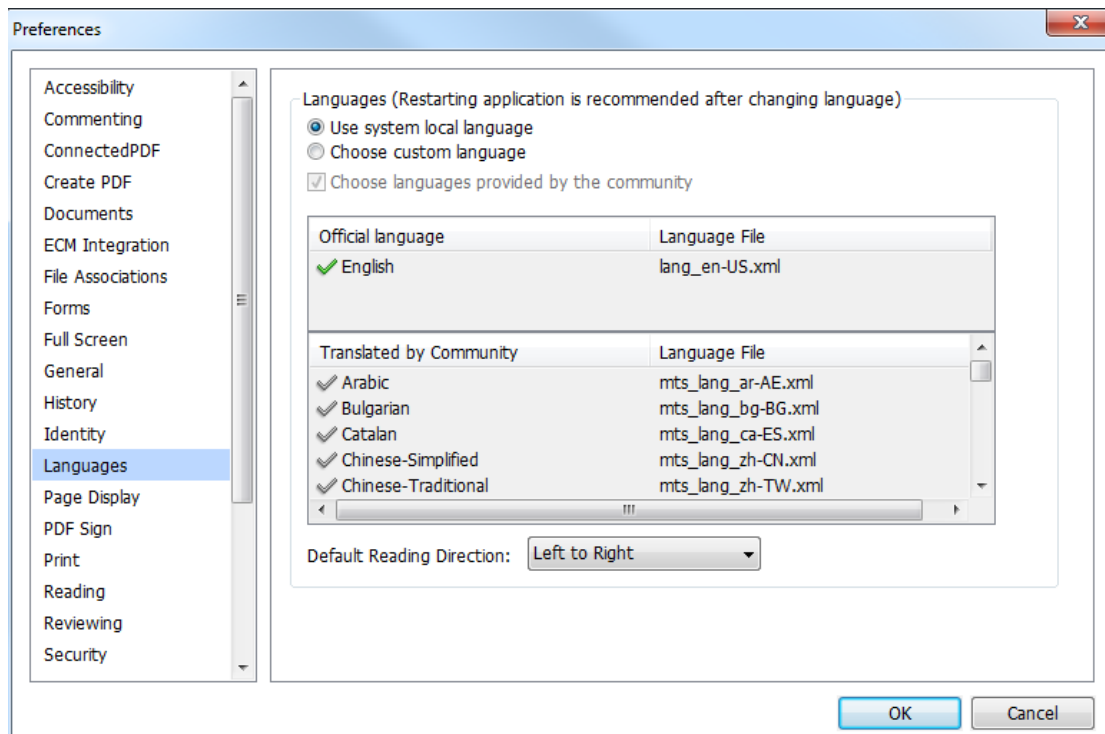 Preferences
Accessibility
Commenting
ConnectedPDF
Create PDF
Documents
ECM Integration
File Associations
Forms
Full Screen
General
History
Identity
Languages
Page Display
PDF Sign
Print
Reading
Reviewing
Security
Languages (Restarting application is recommended after changing language)
Use system local language
Choose custom language
Choose languages provided by the community
Official language Language File
English lang_en-US.xml
Translated by Community Language File
Arabic mts_lang_ar-AE.xml
Bulgarian mts_lang_bg-BG.xml
Catalan mts_lang_ca-ES.xml
Chinese-Simplified mts_lang_zh-CN.xml
Chinese-Traditional mts_lang_zh-TW.xml
Default Reading Direction: Left to Right
OK Cancel